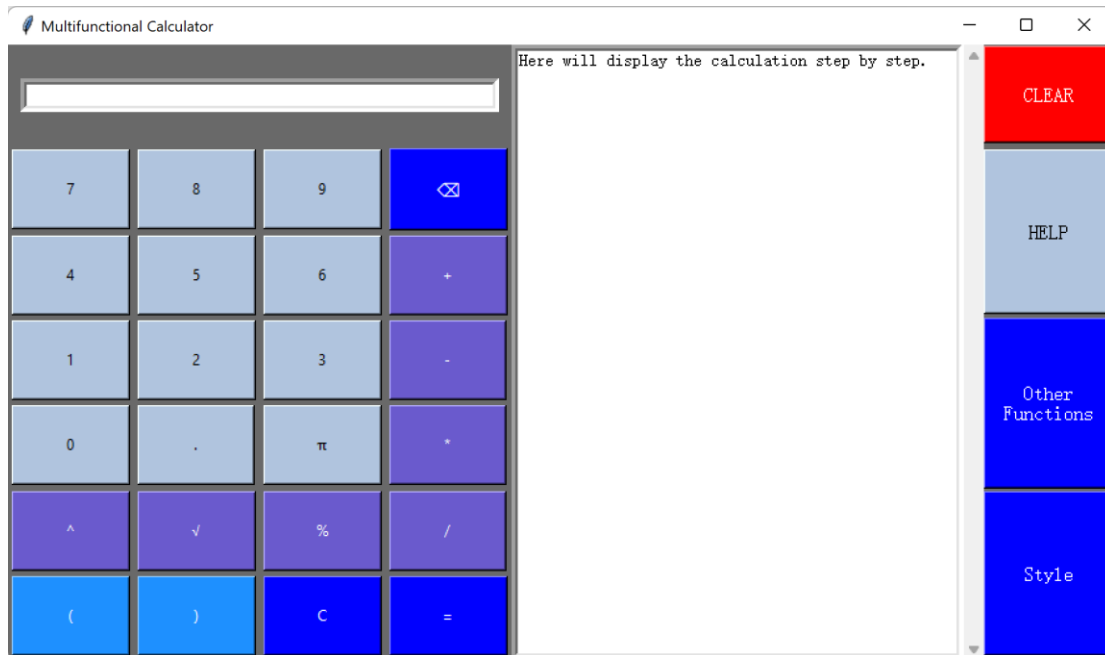 Multifunctional Calculator
Here will display the calculation step by step.
CLEAR
7 8 9 ⌫
HELP
4 5 6 +
1 2 3 -
Other
Functions
0 . π *
^ √ % /
Style
( ) C =